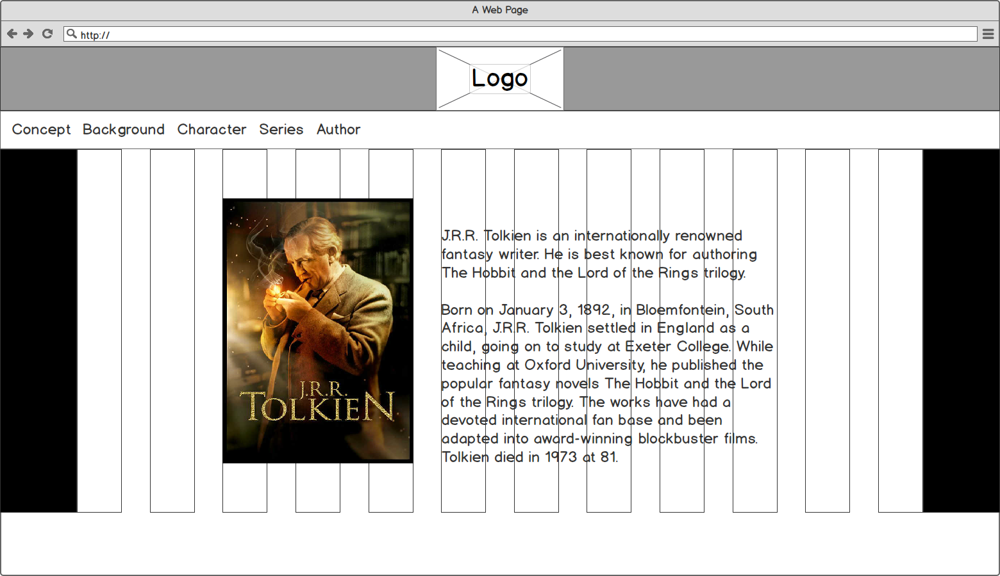 A Web Page
http://
Logo
Concept Background Character Series Author
J.R.R. Tolkien is an internationally renowned
fantasy writer. He is best known for authoring
The Hobbit and the Lord of the Rings trilogy.
Born on January 3, 1892, in Bloemfontein, South
Africa, J.R.R. Tolkien settled in England as a
child, going on to study at Exeter College. While
teaching at Oxford University, he published the
popular fantasy novels The Hobbit and the Lord
of the Rings trilogy. The works have had a
devoted international fan base and been
adapted into award-winning blockbuster films.
Tolkien died in 1973 at 81.
J.R.R.
TOLKIEN